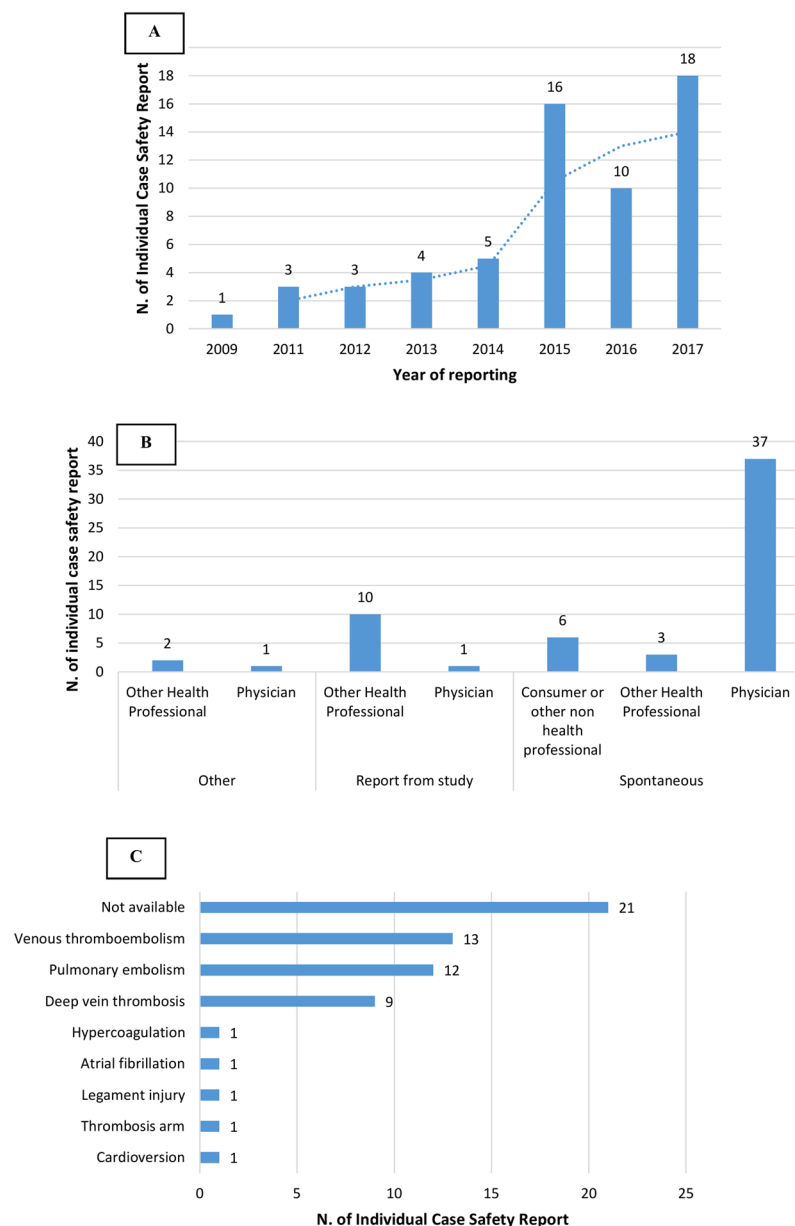 A
N. of Individual Case Safety Report
18
16
14
12
10
8
6
4
2
0
1
3
3
4
5
16
10
18
2009 2011 2012 2013 2014 2015 2016 2017
Year of reporting
B
N. of individual case safety report
40
35
30
25
20
15
10
5
0
2
1
10
1
6
3
37
Other Health
Professional
Physician
Other Health
Professional
Physician
Consumer or
other non
health
professional
Other Health
Professional
Physician
Other
Report from study
Spontaneous
C
Not available 21
Venous thromboembolism 13
Pulmonary embolism 12
Deep vein thrombosis 9
Hypercoagulation 1
Atrial fibrillation 1
Legament injury 1
Thrombosis arm 1
Cardioversion 1
0 5 10 15 20 25
N. of Individual Case Safety Report